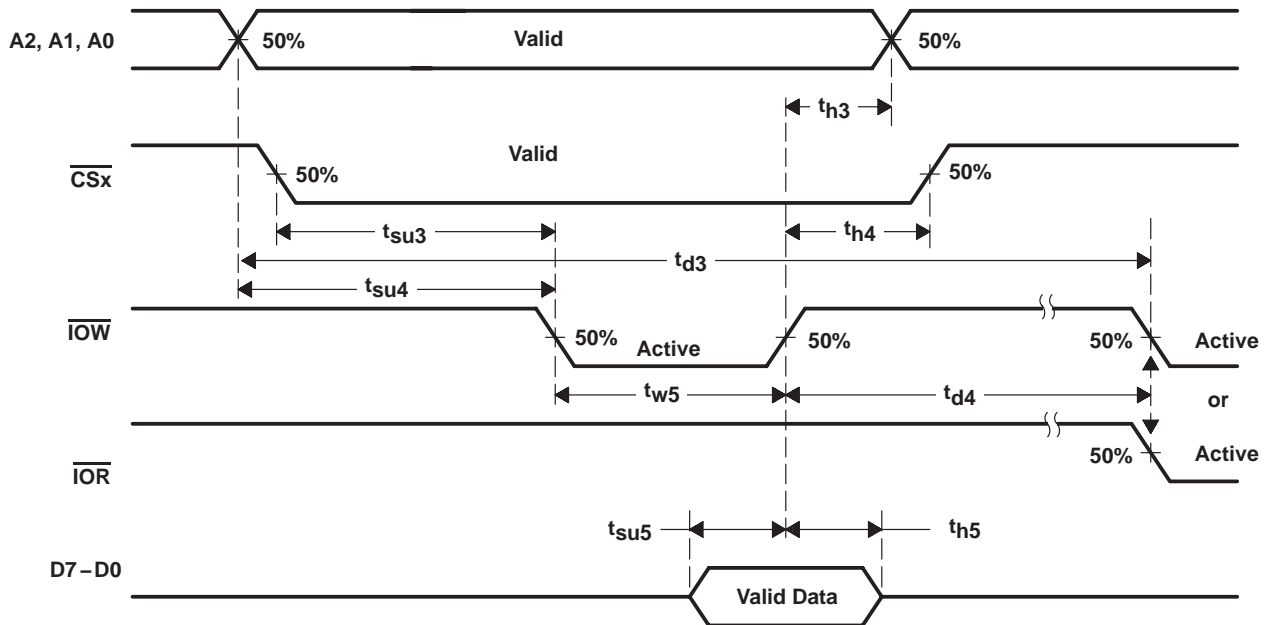 A2, A1, A0
50%
Valid
50%
th3
Valid
CSx
50%
50%
tsu3
th4
td3
tsu4
IOW
50%
Active
50%
50%
Active
tw5
td4
or
IOR
50%
Active
tsu5
th5
D7–D0
Valid Data